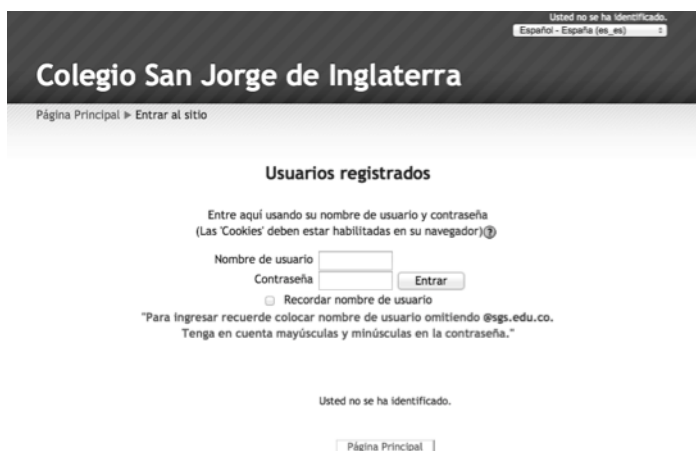 Usted no se ha identificado.
Español - España (es_es)
Colegio San Jorge de Inglaterra
Página Principal ► Entrar al sitio
Usuarios registrados
Entre aquí usando su nombre de usuario y contraseña
(Las 'Cookies' deben estar habilitadas en su navegador)?
Nombre de usuario
Contraseña Entrar
Recordar nombre de usuario
"Para ingresar recuerde colocar nombre de usuario omitiendo @sgs.edu.co.
Tenga en cuenta mayúsculas y minúsculas en la contraseña."
Usted no se ha identificado.
Página Principal